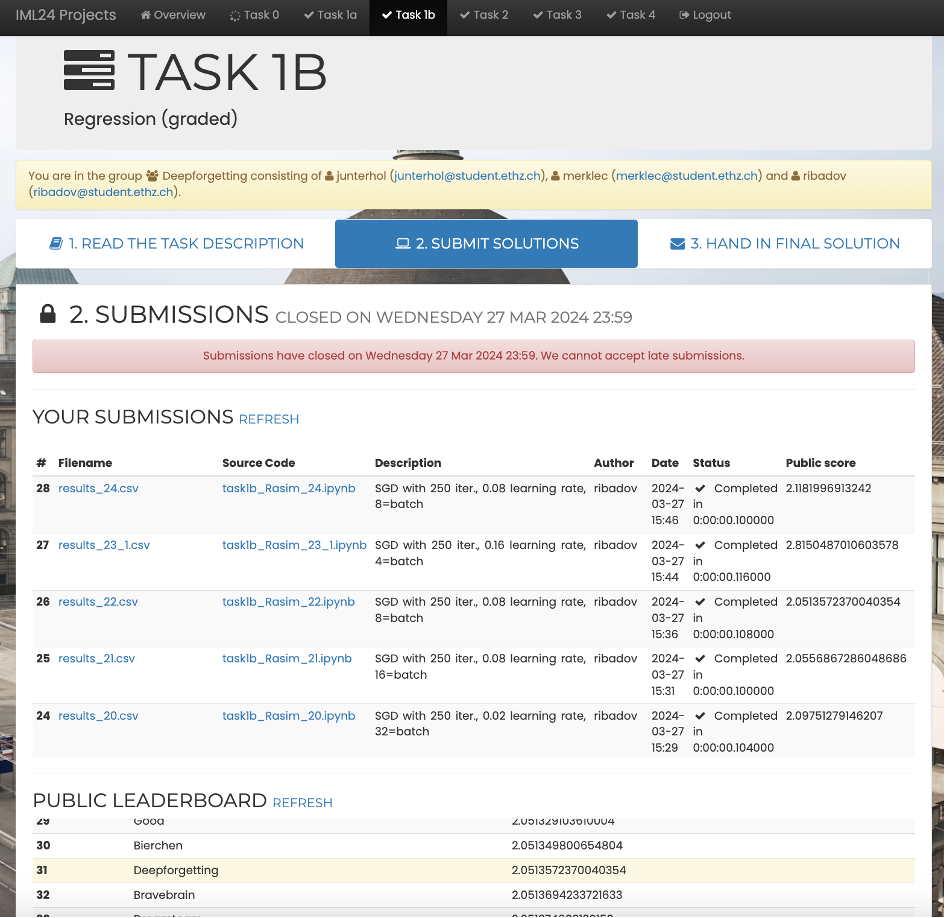 IML24 Projects Overview Task 0 Task 1a Task 1b Task 2 Task 3 Task 4 Logout
TASK 1B
Regression (graded)
You are in the group Deepforgetting consisting of junterhol (junterhol@student.ethz.ch), merklec (merklec@student.ethz.ch) and ribadov
(ribadov@student.ethz.ch).
1. READ THE TASK DESCRIPTION 2. SUBMIT SOLUTIONS 3. HAND IN FINAL SOLUTION
2. SUBMISSIONS CLOSED ON WEDNESDAY 27 MAR 2024 23:59
Submissions have closed on Wednesday 27 Mar 2024 23:59. We cannot accept late submissions.
YOUR SUBMISSIONS REFRESH
# Filename Source Code Description Author Date Status Public score
28 results_24.csv task1b_Rasim_24.ipynb SGD with 250 iter., 0.08 learning rate, ribadov 2024- Completed 2.1181996913242
8=batch 03-27 in
15:46 0:00:00.100000
27 results_23_1.csv task1b_Rasim_23_1.ipynb SGD with 250 iter., 0.16 learning rate, ribadov 2024- Completed 2.8150487010603578
4=batch 03-27 in
15:44 0:00:00.116000
26 results_22.csv task1b_Rasim_22.ipynb SGD with 250 iter., 0.08 learning rate, ribadov 2024- Completed 2.0513572370040354
8=batch 03-27 in
15:36 0:00:00.108000
25 results_21.csv task1b_Rasim_21.ipynb SGD with 250 iter., 0.08 learning rate, ribadov 2024- Completed 2.0556867286048686
16=batch 03-27 in
15:31 0:00:00.100000
24 results_20.csv task1b_Rasim_20.ipynb SGD with 250 iter., 0.02 learning rate, ribadov 2024- Completed 2.09751279146207
32=batch 03-27 in
15:29 0:00:00.104000
PUBLIC LEADERBOARD REFRESH
29 Good 2.051329103610004
30 Bierchen 2.051349800654804
31 Deepforgetting 2.0513572370040354
32 Bravebrain 2.0513694233721633